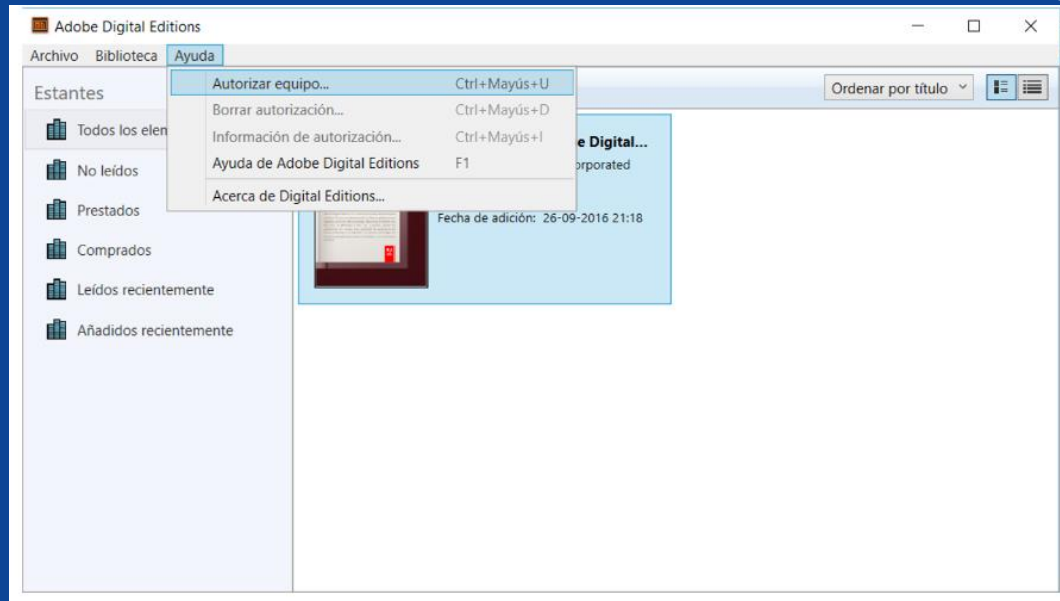 Adobe Digital Editions
Archivo Biblioteca Ayuda
Estantes
Ordenar por título
Autorizar equipo... Ctrl+Mayús+U
Borrar autorización... Ctrl+Mayús+D
Información de autorización... Ctrl+Mayús+I
Ayuda de Adobe Digital Editions F1
Acerca de Digital Editions...
Todos los elem
No leídos
Prestados
Comprados
Leídos recientemente
Añadidos recientemente
e Digital...
orporated
Fecha de adición: 26-09-2016 21:18